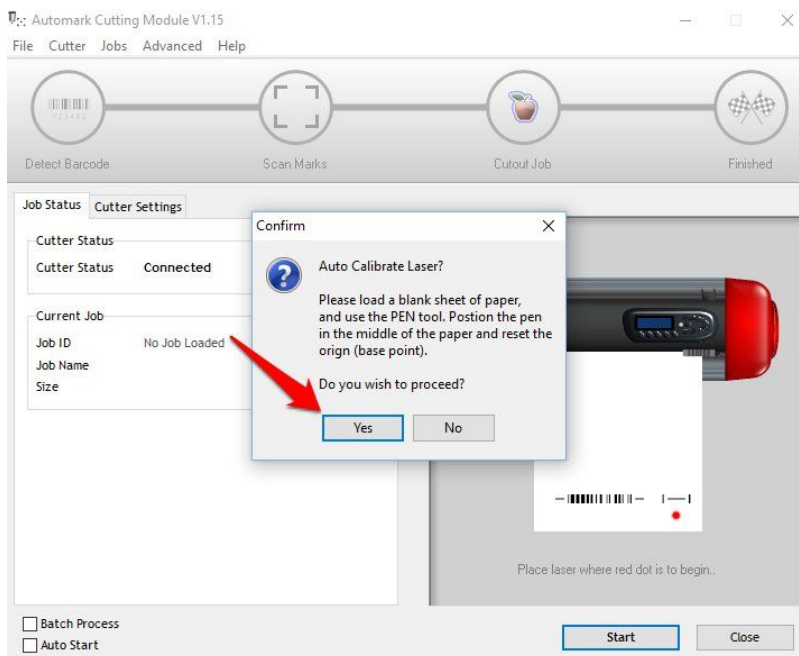 Automark Cutting Module V1.15
File Cutter Jobs Advanced Help
123452
Detect Barcode
Scan Marks
Cutout Job
Finished
Job Status
Cutter Settings
Cutter Status
Cutter Status Connected
Current Job
Job ID No Job Loaded
Job Name
Size
Confirm
Auto Calibrate Laser?
Please load a blank sheet of paper,
and use the PEN tool. Postion the pen
in the middle of the paper and reset the
orign (base point).
Do you wish to proceed?
Yes
No
Place laser where red dot is to begin..
Batch Process
Auto Start
Start
Close